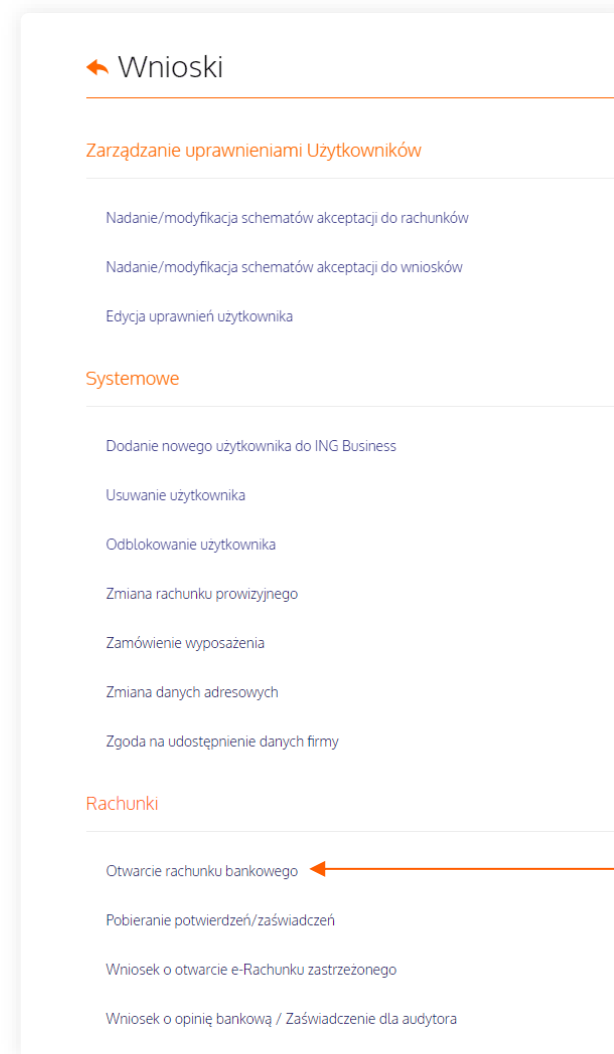 Wnioski
Zarządzanie uprawnieniami Użytkowników
Nadanie/modyfikacja schematów akceptacji do rachunków
Nadanie/modyfikacja schematów akceptacji do wniosków
Edycja uprawnień użytkownika
Systemowe
Dodanie nowego użytkownika do ING Business
Usuwanie użytkownika
Odblokowanie użytkownika
Zmiana rachunku prowizyjnego
Zamówienie wyposażenia
Zmiana danych adresowych
Zgoda na udostępnienie danych firmy
Rachunki
Otwarcie rachunku bankowego
Pobieranie potwierdzeń/zaświadczeń
Wniosek o otwarcie e-Rachunku zastrzeżonego
Wniosek o opinię bankową / Zaświadczenie dla audytora